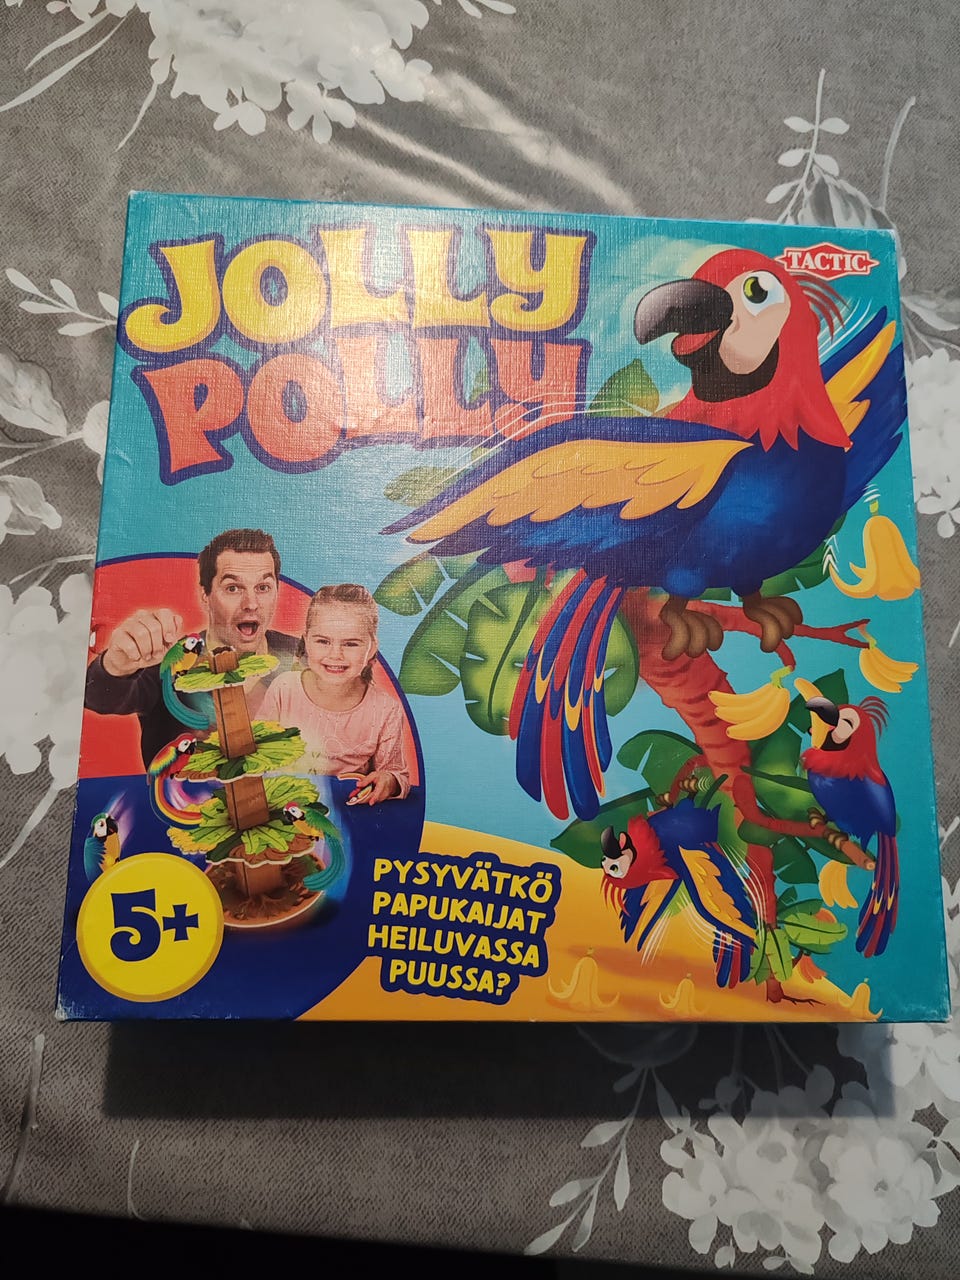 JOLLY
POLLY
TACTIC
5+
PYSYVÄTKÖ
PAPUKAIJAT
HEILUVASSA
PUUSSA?